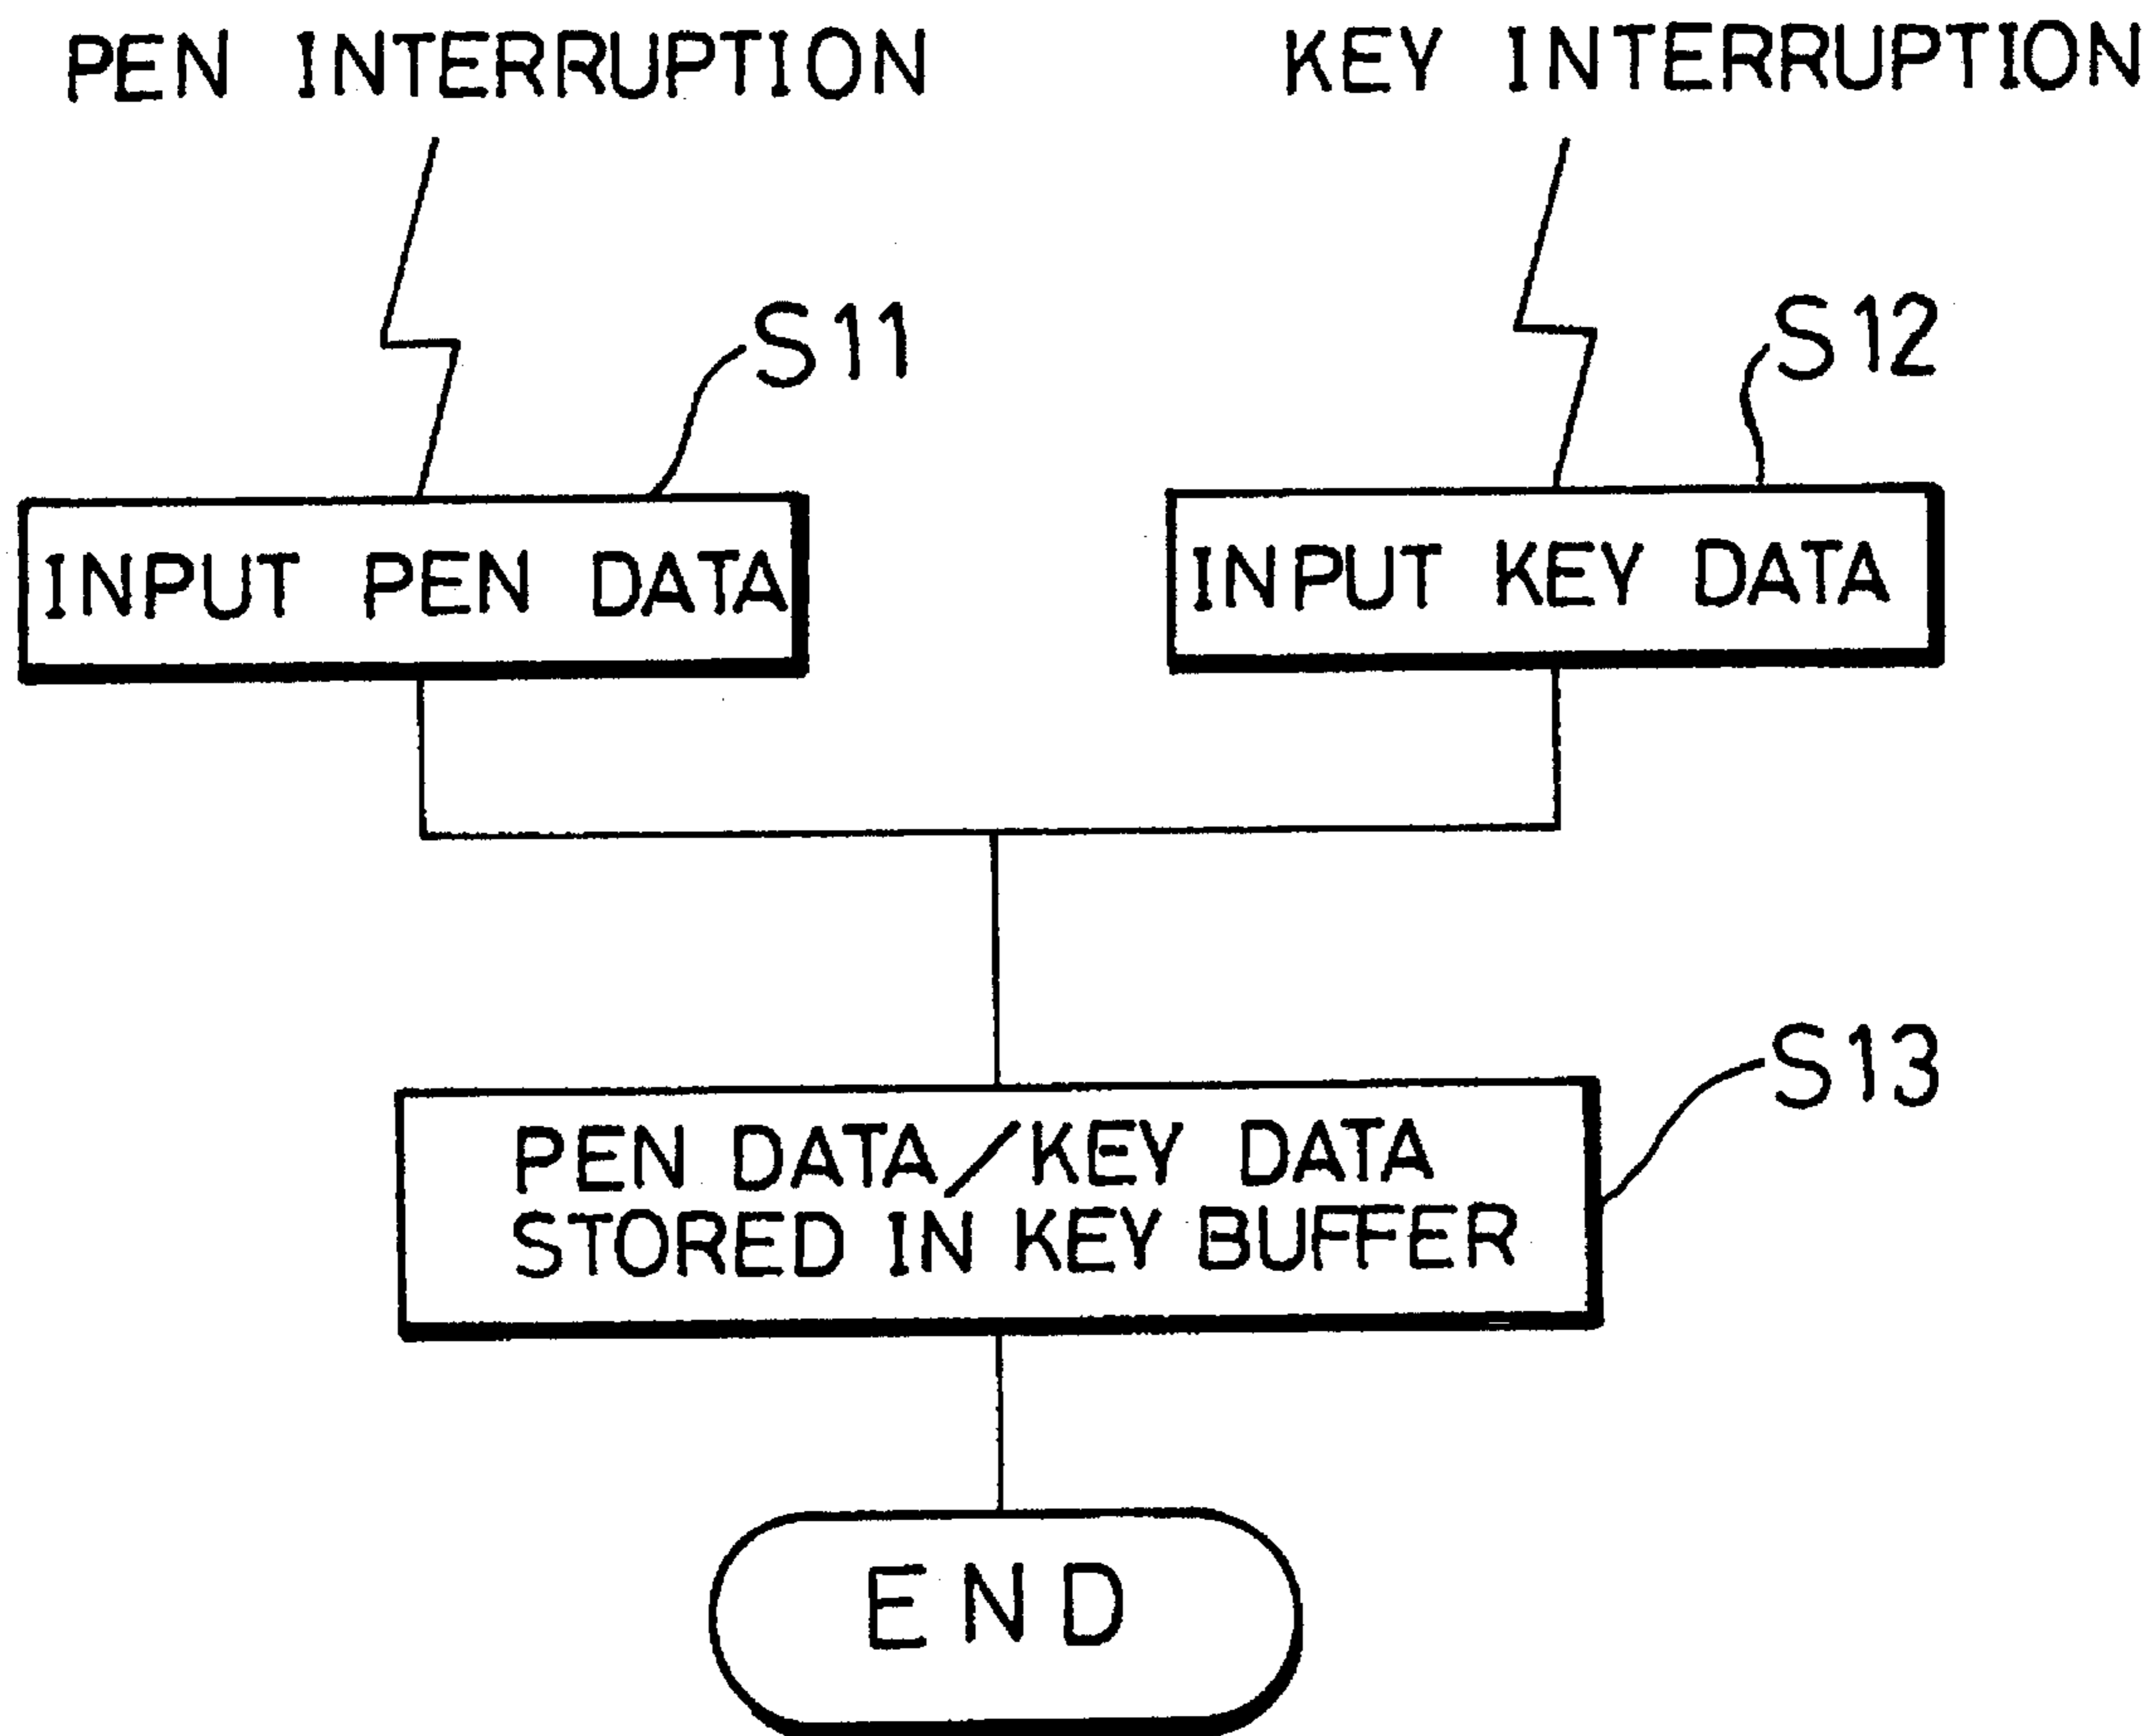 PEN INTERRUPTION
KEY INTERRUPTION
S11
S12
INPUT PEN DATA
INPUT KEY DATA
S13
PEN DATA/KEY DATA
STORED IN KEY BUFFER
END